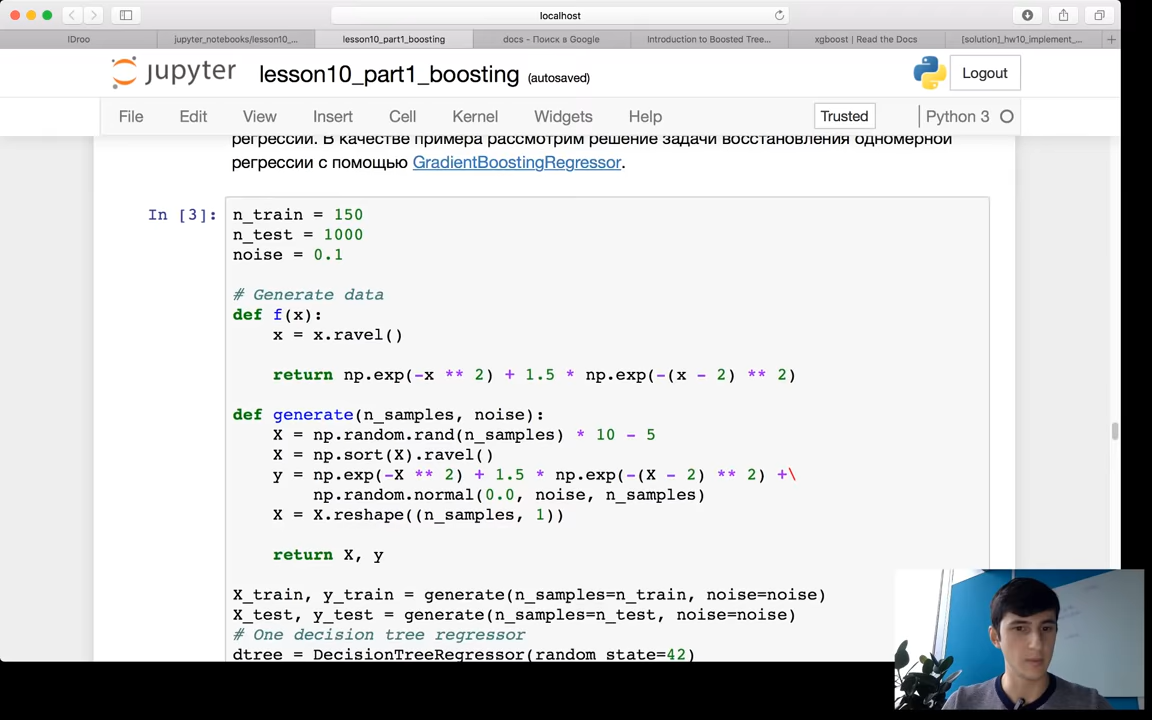 localhost
IDroo
jupyter_notebooks/lesson10_...
lesson10_part1_boosting
docs - Поиск в Google
Introduction to Boosted Tree...
xgboost | Read the Docs
[solution]_hw10_implement_...
jupyter lesson10_part1_boosting (autosaved)
Logout
File Edit View Insert Cell Kernel Widgets Help
Trusted
Python 3
регрессии. В качестве примера рассмотрим решение задачи восстановления одномерной
регрессии с помощью GradientBoostingRegressor.
In [3]:
n_train = 150
n_test = 1000
noise = 0.1
# Generate data
def f(x):
    x = x.ravel()
    return np.exp(-x ** 2) + 1.5 * np.exp(-(x - 2) ** 2)
def generate(n_samples, noise):
    X = np.random.rand(n_samples) * 10 - 5
    X = np.sort(X).ravel()
    y = np.exp(-X ** 2) + 1.5 * np.exp(-(X - 2) ** 2) +\
        np.random.normal(0.0, noise, n_samples)
    X = X.reshape((n_samples, 1))
    return X, y
X_train, y_train = generate(n_samples=n_train, noise=noise)
X_test, y_test = generate(n_samples=n_test, noise=noise)
# One decision tree regressor
dtree = DecisionTreeRegressor(random_state=42)